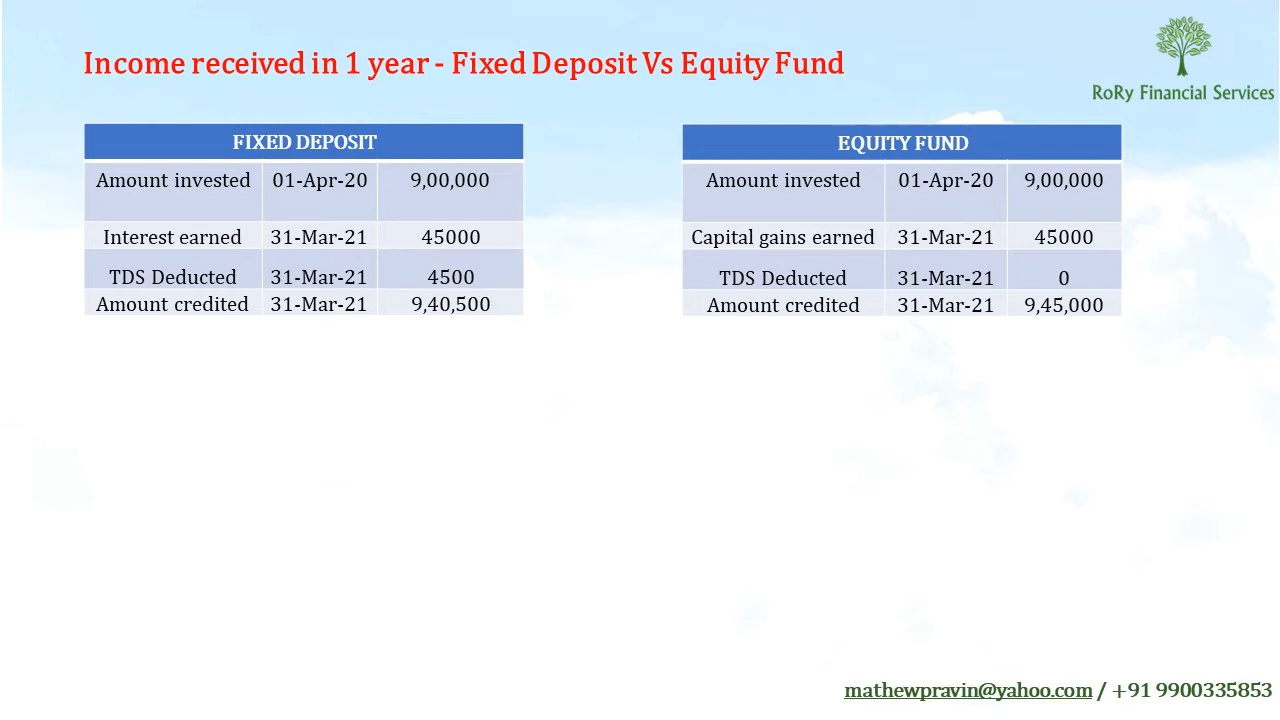 Income received in 1 year - Fixed Deposit Vs Equity Fund
RoRy Financial Services
FIXED DEPOSIT
Amount invested 01-Apr-20 9,00,000
Interest earned 31-Mar-21 45000
TDS Deducted 31-Mar-21 4500
Amount credited 31-Mar-21 9,40,500
EQUITY FUND
Amount invested 01-Apr-20 9,00,000
Capital gains earned 31-Mar-21 45000
TDS Deducted 31-Mar-21 0
Amount credited 31-Mar-21 9,45,000
mathewpravin@yahoo.com / +91 9900335853